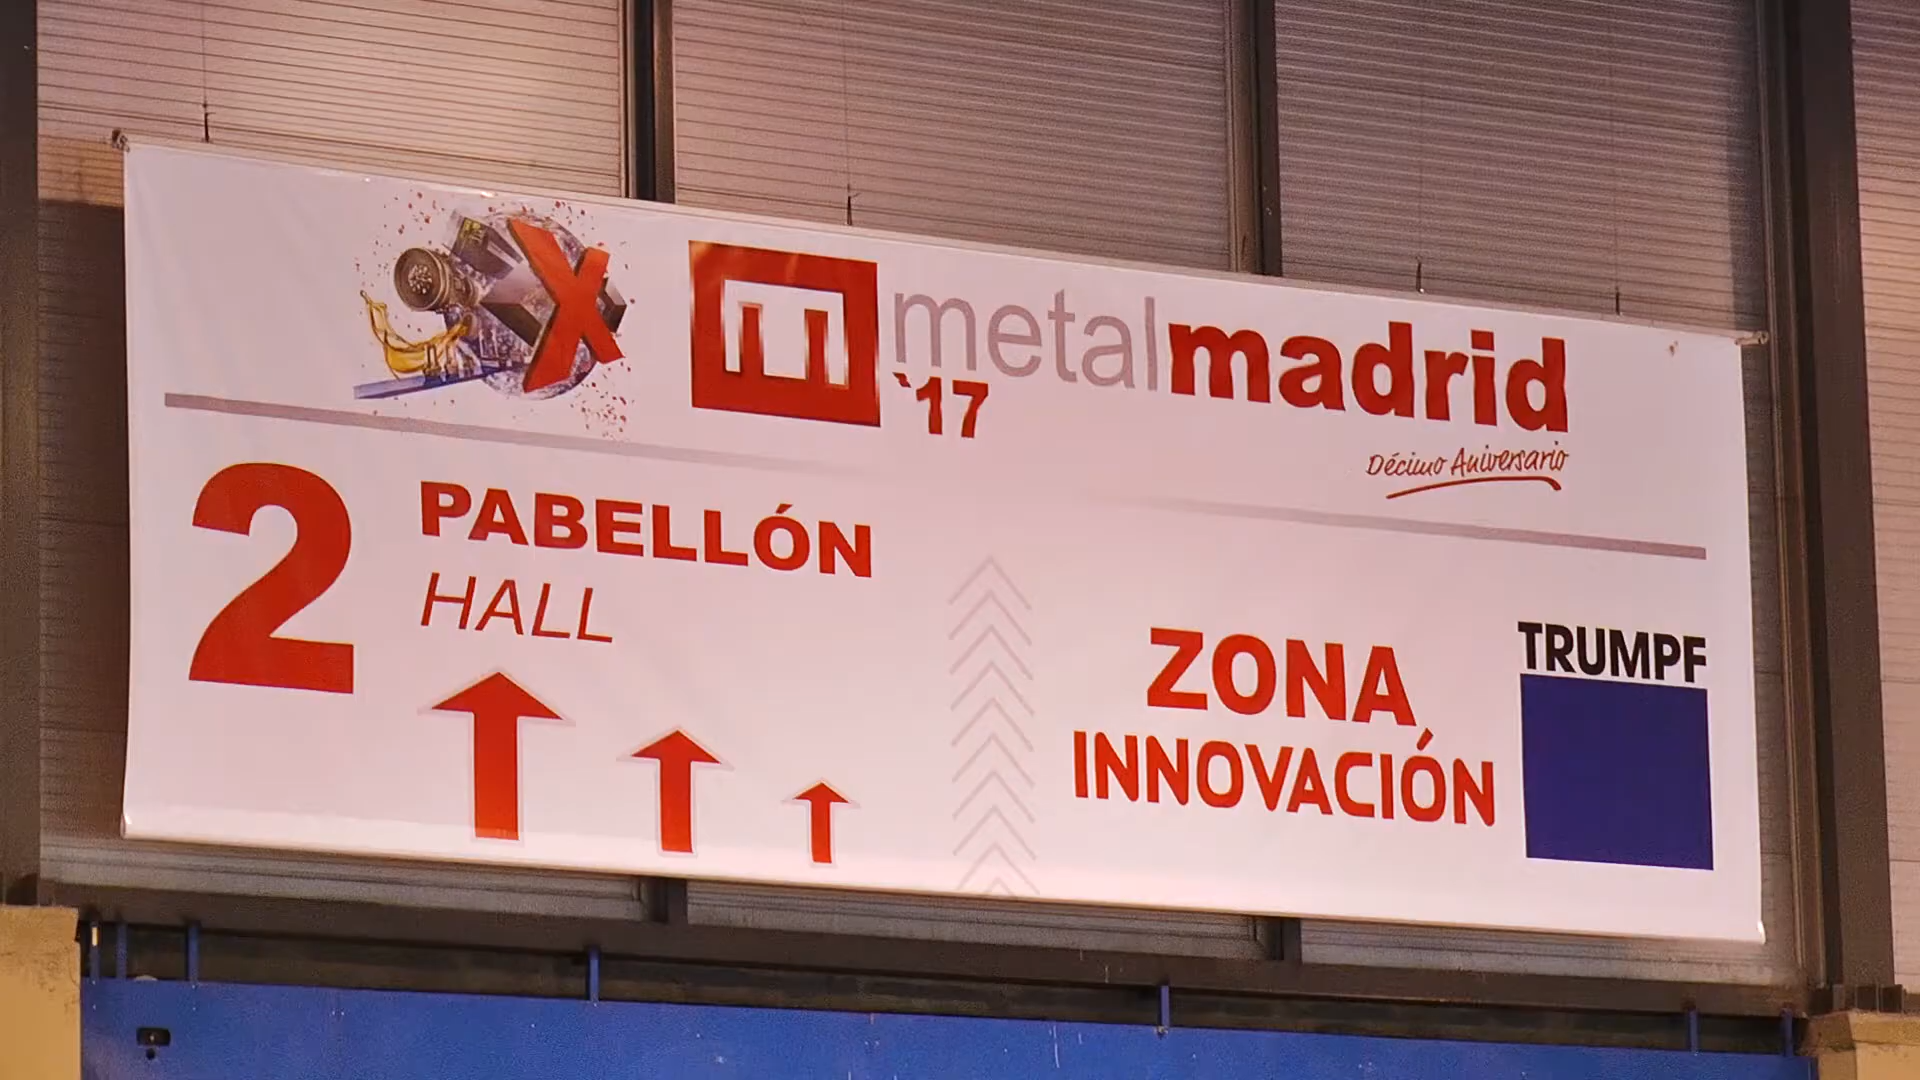 X
metalmadrid
`17
Décimo Aniversario
2 PABELLÓN
HALL
ZONA
INNOVACIÓN
TRUMPF